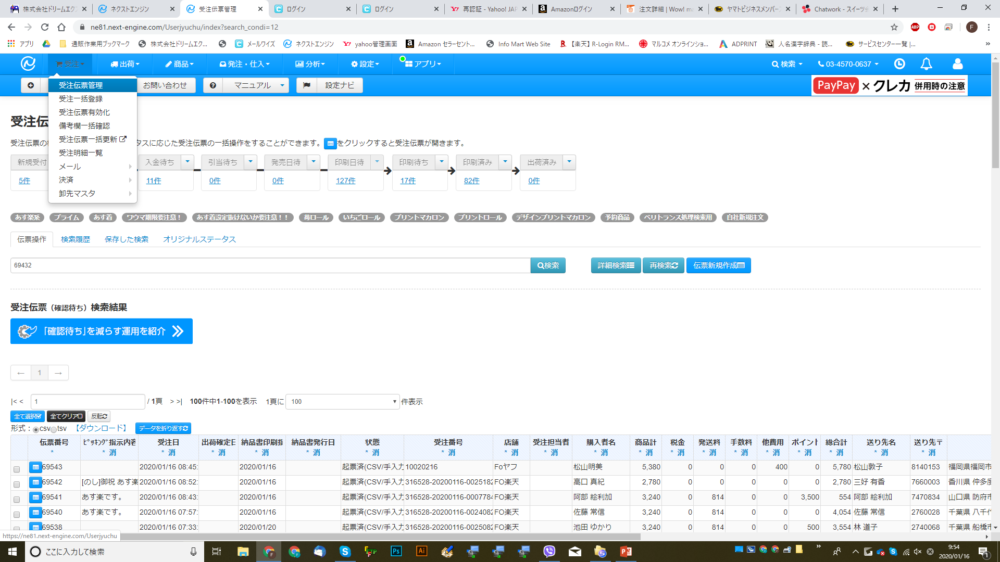 株式会社ドリームエク
ネクストエンジン
受注伝票管理
ログイン
ログイン
再認証 - Yahoo! JAP
Amazonログイン
注文詳細 | Wow! ma
ヤマトビジネスメンバー
Chatwork - スイーツ
ne81.next-engine.com/Userjyuchu/index?search_condi=12
アプリ
通販作業用ブックマーク
株式会社ドリームエク...
メールワイズ
ネクストエンジン
yahoo管理画面
Amazon セラーセント...
Info Mart Web Site
【楽天】R-Login RM...
マルコメ オンラインショ...
ADPRINT
人名漢字辞典 - 読...
サービスセンター一覧 |...
受注
出荷
商品
発注・仕入
分析
設定
アプリ
検索
03-4570-0637
お問い合わせ
マニュアル
設定ナビ
PayPay × クレカ 併用時の注意
受注伝票管理
受注一括登録
受注伝票有効化
備考欄一括確認
受注伝票一括更新
受注明細一覧
メール
決済
卸先マスタ
受注伝
受注伝票の
タスに応じた受注伝票の一括操作をすることができます。 をクリックすると受注伝票が開きます。
新規受付 入金待ち 引当待ち 発売日待 印刷日待 印刷待ち 印刷済み 出荷済み
5件 11件 0件 0件 127件 17件 82件 0件
あす楽系 プライム あす着 ワウマ期限要注意！ あす着設定抜けないか要注意！！ 苺ロール いちごロール プリントマカロン プリントロール デザインプリントマカロン 予約商品 ベリトランス処理検索用 自社新規注文
伝票操作 検索履歴 保存した検索 オリジナルステータス
69432 検索 詳細検索 再検索 伝票新規作成
受注伝票（確認待ち）検索結果
「確認待ち」を減らす運用を紹介
← 1 →
|< < 1 / 1頁 > >| 100件中1-100を表示 1頁に 100 件表示
全て選択 全てクリア 反転
形式：csv tsv 【ダウンロード】 データを折り返す
伝票番号 ﾋﾟｯｷﾝｸﾞ指示内容 受注日 出荷確定日 納品書印刷指 納品書発行日 状態 受注番号 店舗 受注担当者 購入者名 商品計 税金 発送料 手数料 他費用 ポイント 総合計 送り先名 送り先〒
* * 消 * 消 * 消 * 消 * 消 * 消 * 消 * 消 * 消 * 消 * 消 * 消 * 消 * 消 * 消 * 消 * 消 * 消 * 消
69543 2020/01/16 08:45: 2020/01/16 起票済(CSV/手入力 10020216 Foヤフ 松山明美 5,380 0 0 0 400 0 5,780 松山敦子 8140153 福岡県福岡市
69542 [のし]御祝 あす楽 2020/01/16 08:52: 2020/01/16 起票済(CSV/手入力 316528-20200116-0025182 FO楽天 高口 真紀 2,780 0 0 0 0 0 2,780 三好 有香 7660003 香川県 仲多度
69541 あす楽です。 2020/01/16 08:43: 2020/01/16 起票済(CSV/手入力 316528-20200116-0007784 FO楽天 阿部 絵利加 3,240 0 814 0 0 3,500 554 阿部 絵利加 7470834 山口県 防府市
69540 あす楽です。 2020/01/16 07:57: 2020/01/16 起票済(CSV/手入力 316528-20200116-0024082 FO楽天 佐藤 常信 3,240 0 814 0 0 0 4,054 佐藤 常信 2760028 千葉県 八千代
69538 2020/01/16 07:33: 2020/01/20 起票済(CSV/手入力 316528-20200116-0025082 FO楽天 池田 ゆかり 3,240 0 814 0 0 500 3,554 林 道子 2740068 千葉県 船橋市
https://ne81.next-engine.com/Userjyuchu
ここに入力して検索
9:54
2020/01/16